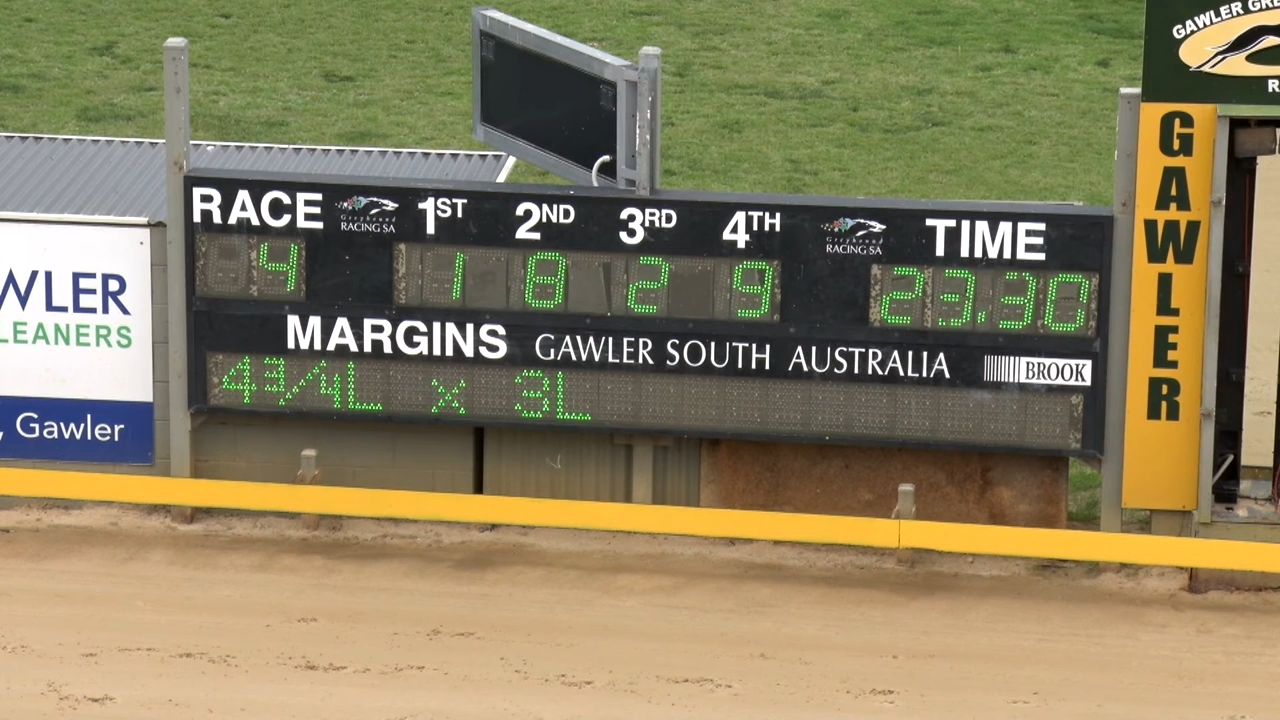 GAWLER GRE
R
RACE Greyhound RACING SA 1ST 2ND 3RD 4TH Greyhound RACING SA TIME
4 1 8 2 9 23.30
MARGINS GAWLER SOUTH AUSTRALIA BROOK
4¾L x 3L
WLER
LEANERS
, Gawler
GAWLER